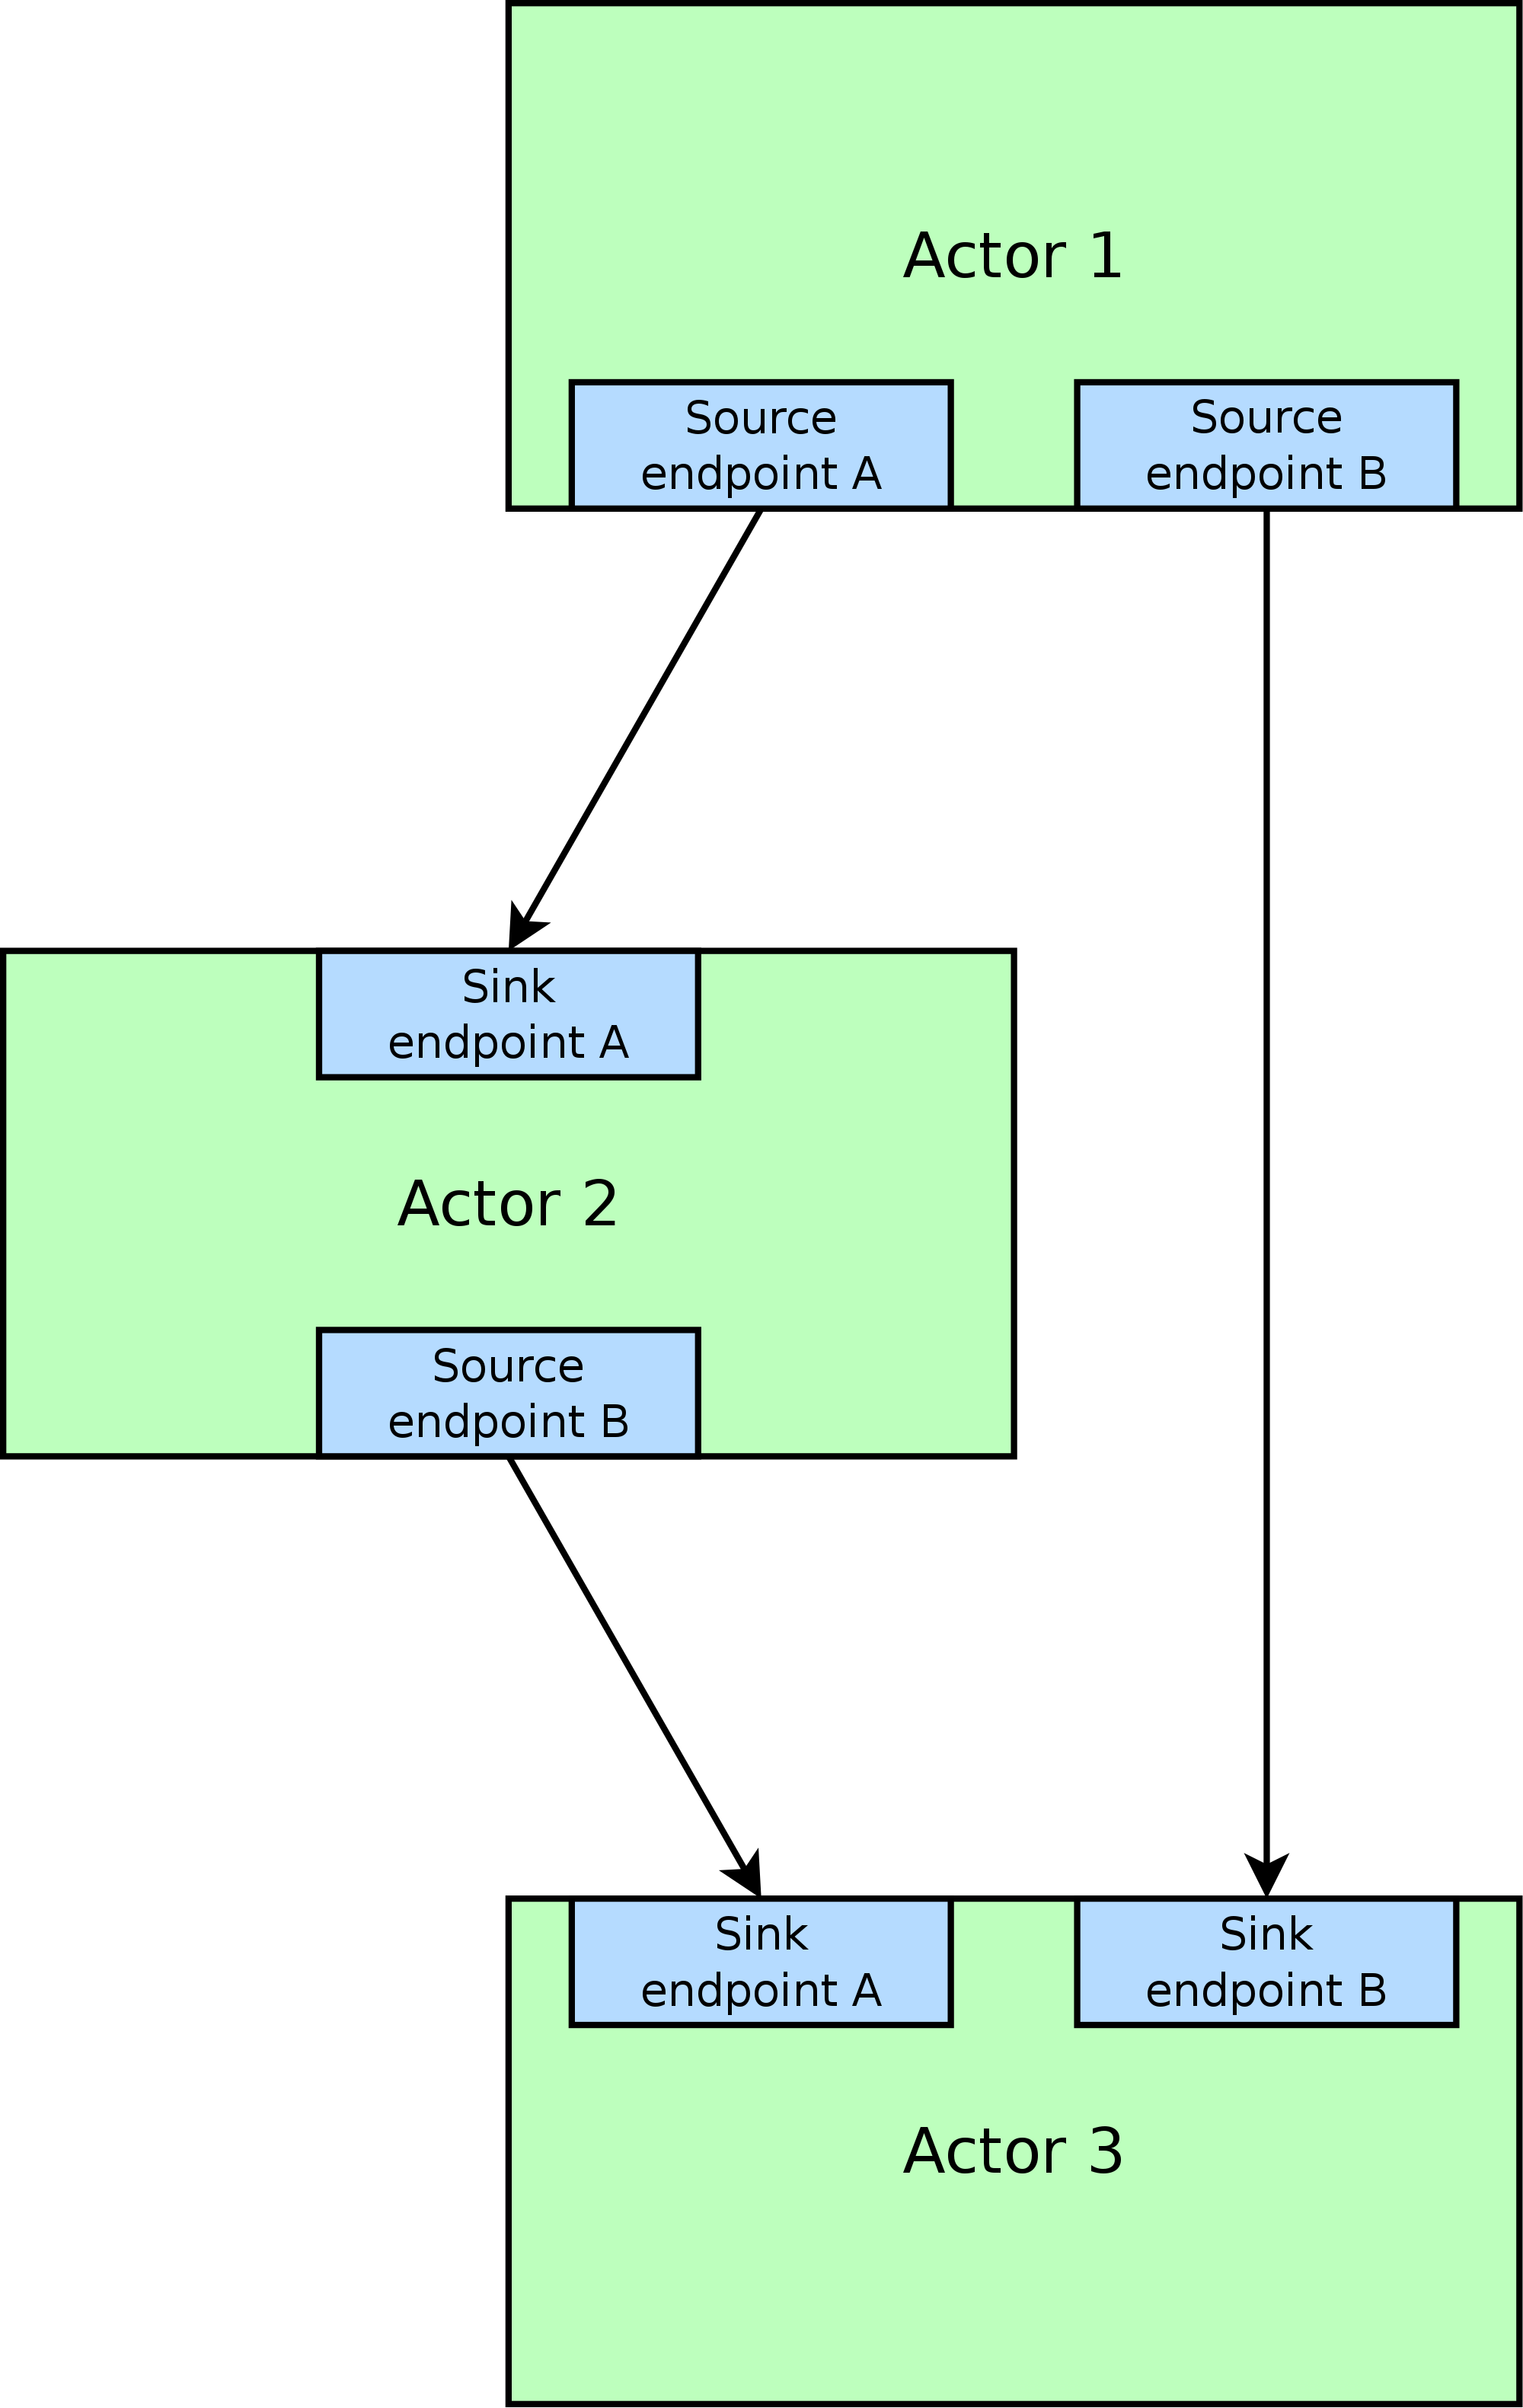 Actor 1
Source
endpoint A
Source
endpoint B
Sink
endpoint A
Actor 2
Source
endpoint B
Sink
endpoint A
Sink
endpoint B
Actor 3